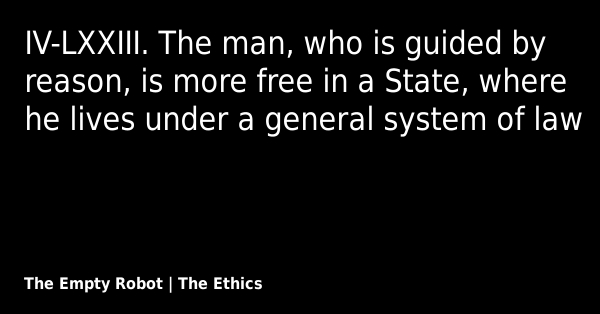 IV-LXXIII. The man, who is guided by
reason, is more free in a State, where
he lives under a general system of law
The Empty Robot | The Ethics